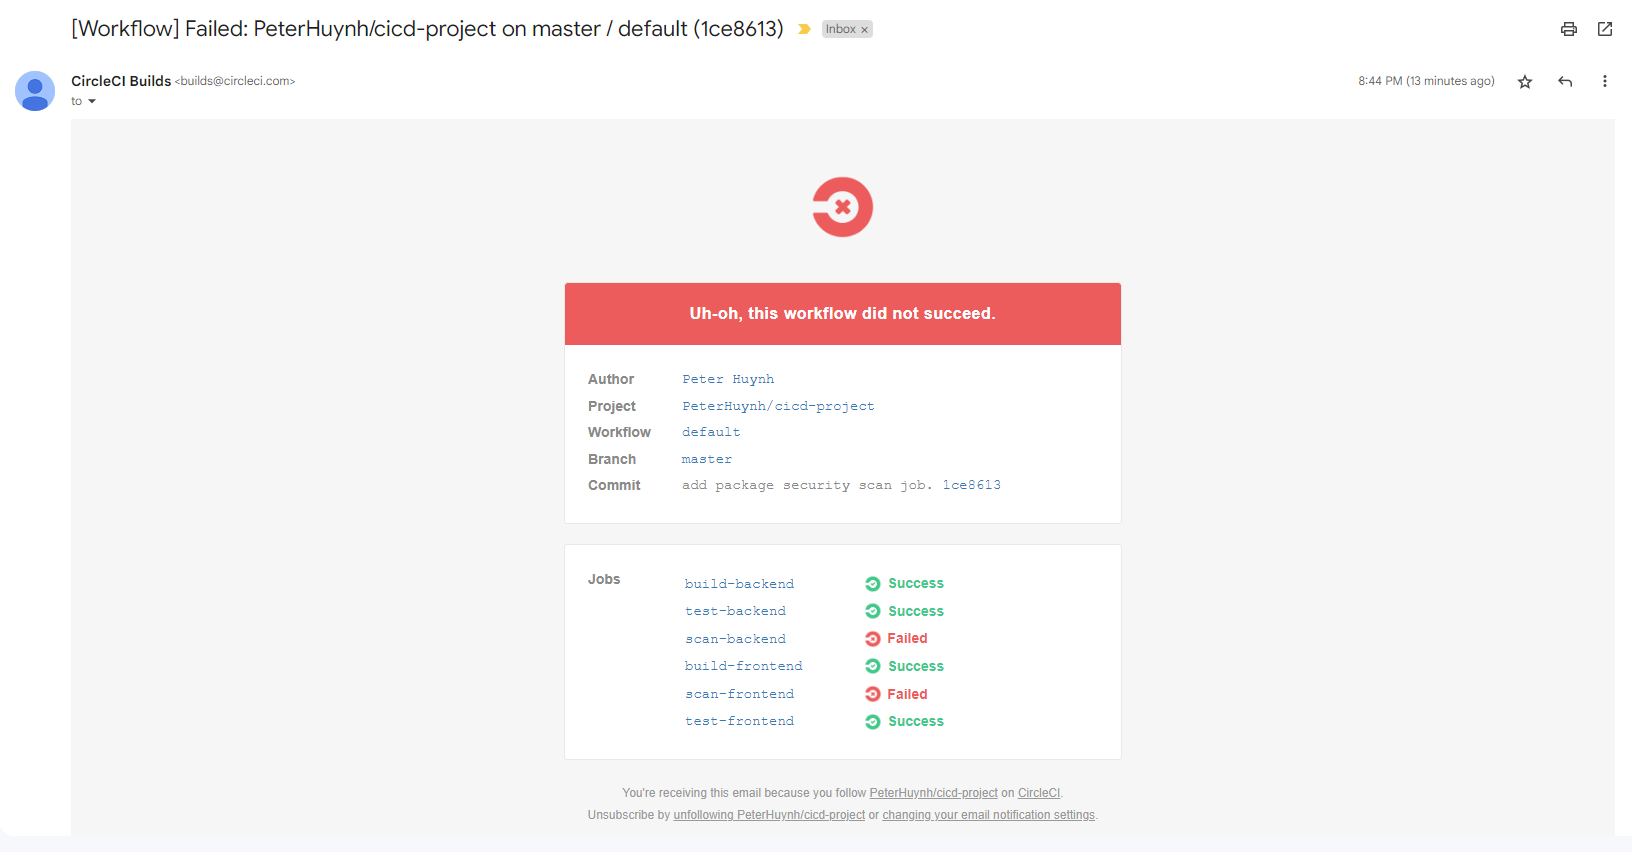 [Workflow] Failed: PeterHuynh/cicd-project on master / default (1ce8613) Inbox ×
CircleCI Builds <builds@circleci.com> 8:44 PM (13 minutes ago)
to
Uh-oh, this workflow did not succeed.
Author Peter Huynh
Project PeterHuynh/cicd-project
Workflow default
Branch master
Commit add package security scan job. 1ce8613
Jobs build-backend Success
test-backend Success
scan-backend Failed
build-frontend Success
scan-frontend Failed
test-frontend Success
You're receiving this email because you follow PeterHuynh/cicd-project on CircleCI.
Unsubscribe by unfollowing PeterHuynh/cicd-project or changing your email notification settings.